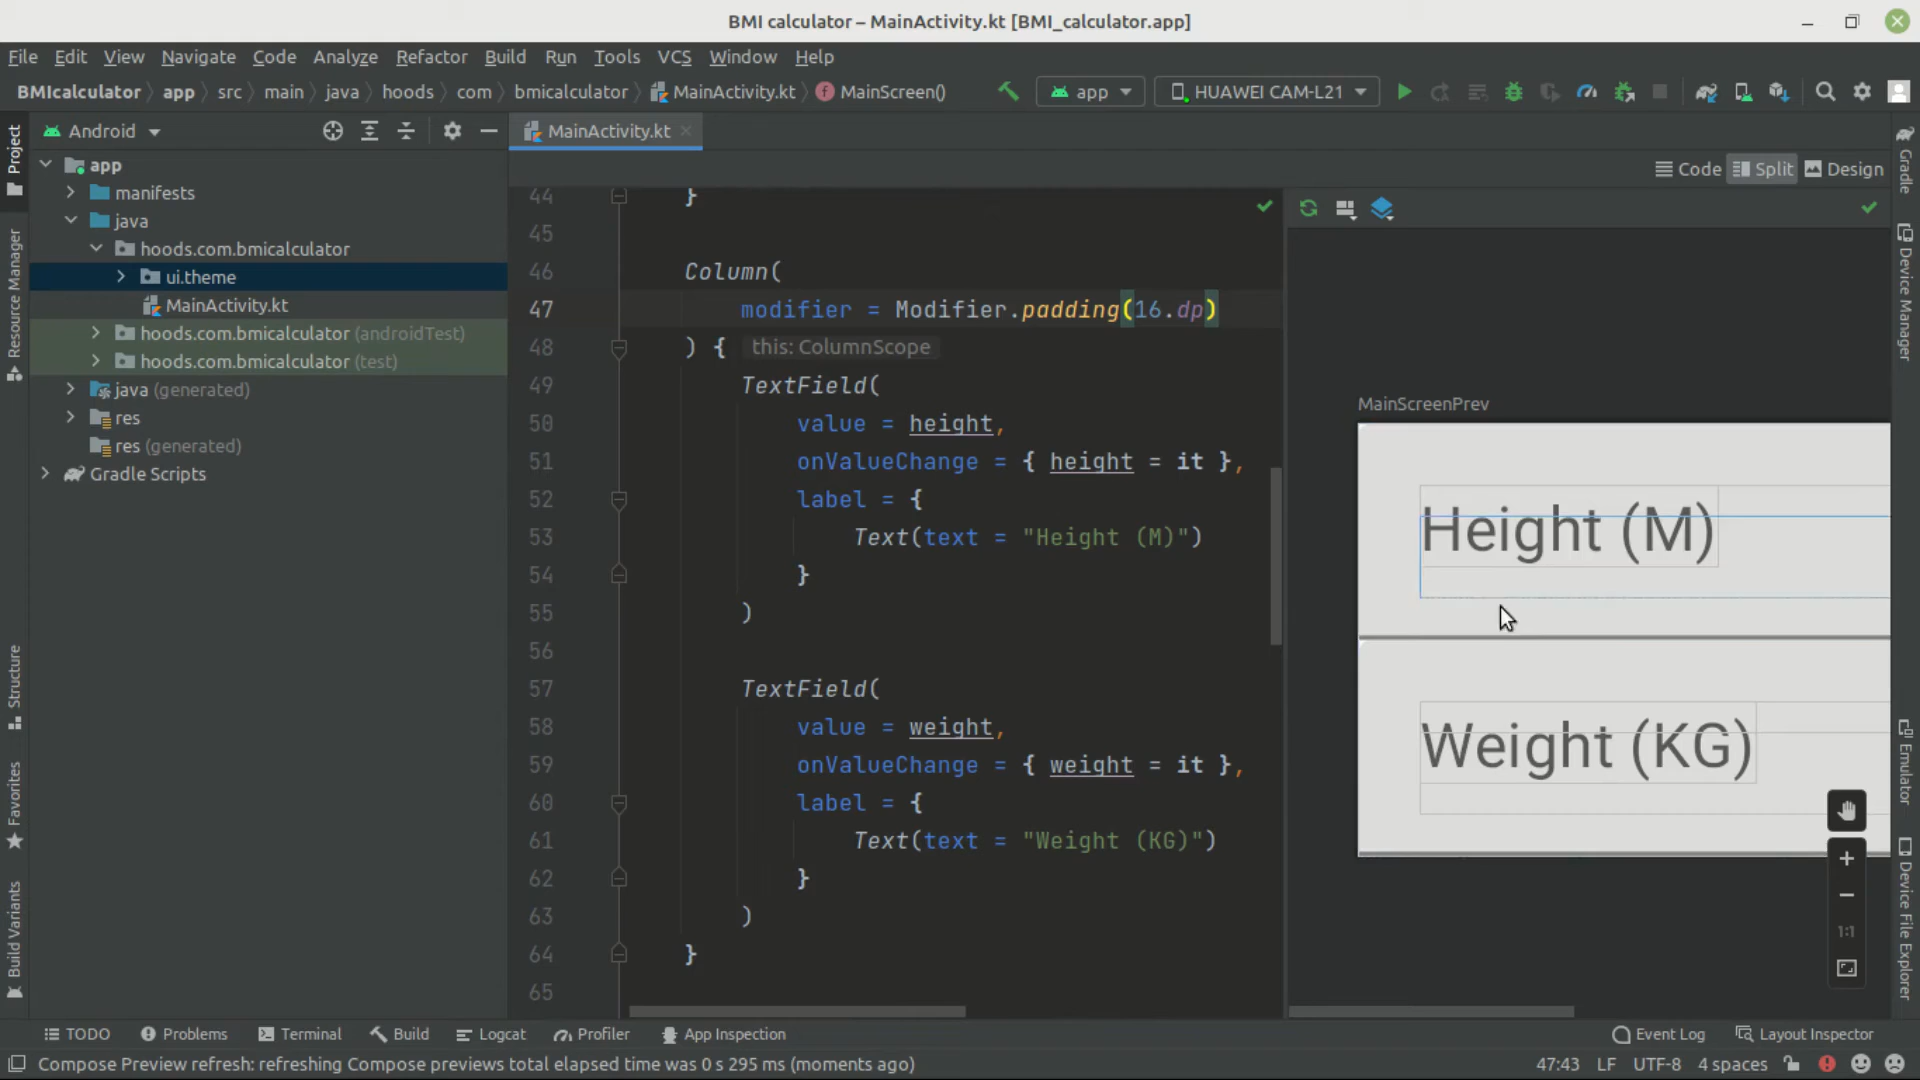 BMI calculator – MainActivity.kt [BMI_calculator.app]
File Edit View Navigate Code Analyze Refactor Build Run Tools VCS Window Help
BMIcalculator app src main java hoods com bmicalculator MainActivity.kt MainScreen() app HUAWEI CAM-L21
Android MainActivity.kt
Code Split Design
app
manifests
java
hoods.com.bmicalculator
ui.theme
MainActivity.kt
hoods.com.bmicalculator (androidTest)
hoods.com.bmicalculator (test)
java (generated)
res
res (generated)
Gradle Scripts
Project
Resource Manager
Structure
Favorites
Build Variants
44 }
45
46 Column(
47 modifier = Modifier.padding(16.dp)
48 ) { this: ColumnScope
49 TextField(
50 value = height,
51 onValueChange = { height = it },
52 label = {
53 Text(text = "Height (M)")
54 }
55 )
56
57 TextField(
58 value = weight,
59 onValueChange = { weight = it },
60 label = {
61 Text(text = "Weight (KG)")
62 }
63 )
64 }
65
MainScreenPrev
Height (M)
Weight (KG)
1:1
Gradle
Device Manager
Emulator
Device File Explorer
TODO Problems Terminal Build Logcat Profiler App Inspection Event Log Layout Inspector
Compose Preview refresh: refreshing Compose previews total elapsed time was 0 s 295 ms (moments ago) 47:43 LF UTF-8 4 spaces